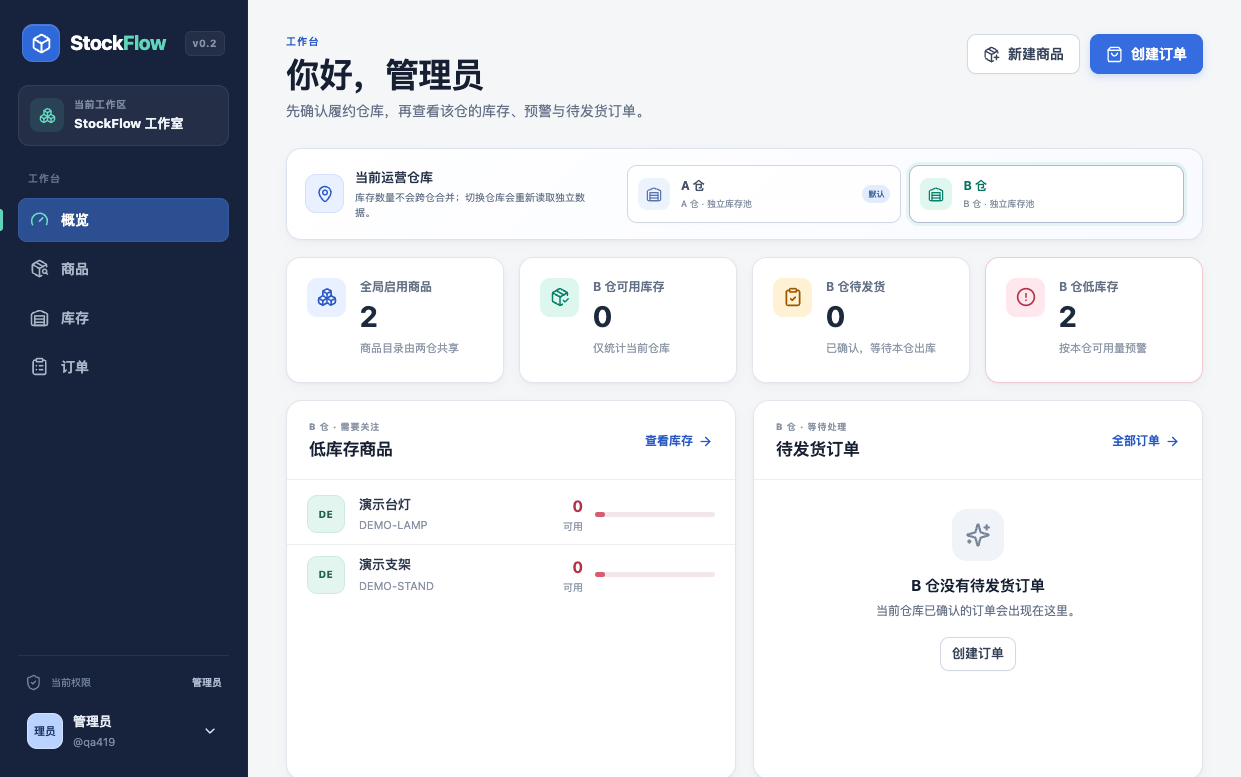 StockFlow v0.2
当前工作区
StockFlow 工作室
工作台
概览
商品
库存
订单
当前权限 管理员
理员
管理员
@qa419
工作台
你好，管理员
先确认履约仓库，再查看该仓的库存、预警与待发货订单。
新建商品
创建订单
当前运营仓库
库存数量不会跨仓合并；切换仓库会重新读取独立数
据。
A 仓
A 仓 · 独立库存池
默认
B 仓
B 仓 · 独立库存池
全局启用商品
2
商品目录由两仓共享
B 仓可用库存
0
仅统计当前仓库
B 仓待发货
0
已确认，等待本仓出库
B 仓低库存
2
按本仓可用量预警
B 仓 · 需要关注
低库存商品
查看库存
DE
演示台灯
DEMO-LAMP
0
可用
DE
演示支架
DEMO-STAND
0
可用
B 仓 · 等待处理
待发货订单
全部订单
B 仓没有待发货订单
当前仓库已确认的订单会出现在这里。
创建订单